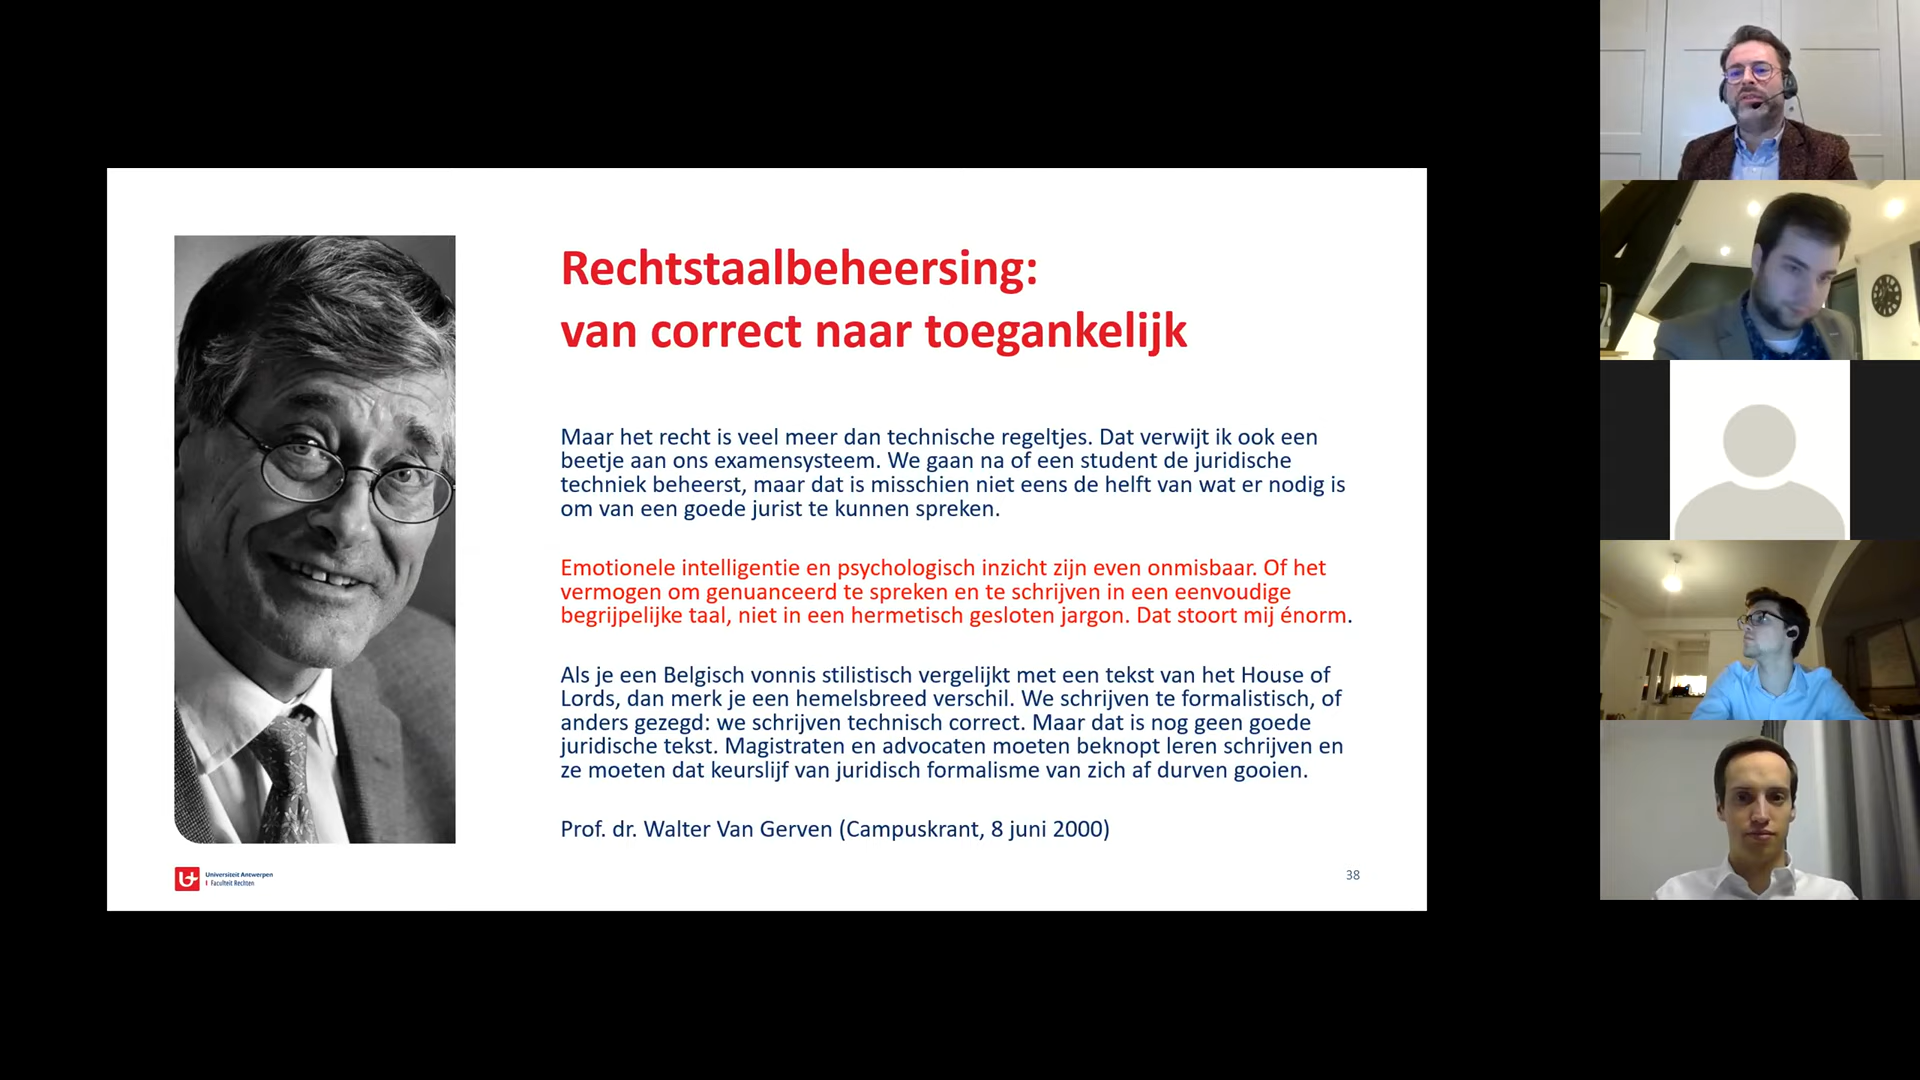 Rechtstaalbeheersing:
van correct naar toegankelijk
Maar het recht is veel meer dan technische regeltjes. Dat verwijt ik ook een
beetje aan ons examensysteem. We gaan na of een student de juridische
techniek beheerst, maar dat is misschien niet eens de helft van wat er nodig is
om van een goede jurist te kunnen spreken.
Emotionele intelligentie en psychologisch inzicht zijn even onmisbaar. Of het
vermogen om genuanceerd te spreken en te schrijven in een eenvoudige
begrijpelijke taal, niet in een hermetisch gesloten jargon. Dat stoort mij énorm.
Als je een Belgisch vonnis stilistisch vergelijkt met een tekst van het House of
Lords, dan merk je een hemelsbreed verschil. We schrijven te formalistisch, of
anders gezegd: we schrijven technisch correct. Maar dat is nog geen goede
juridische tekst. Magistraten en advocaten moeten beknopt leren schrijven en
ze moeten dat keurslijf van juridisch formalisme van zich af durven gooien.
Prof. dr. Walter Van Gerven (Campuskrant, 8 juni 2000)
Universiteit Antwerpen
Faculteit Rechten
38